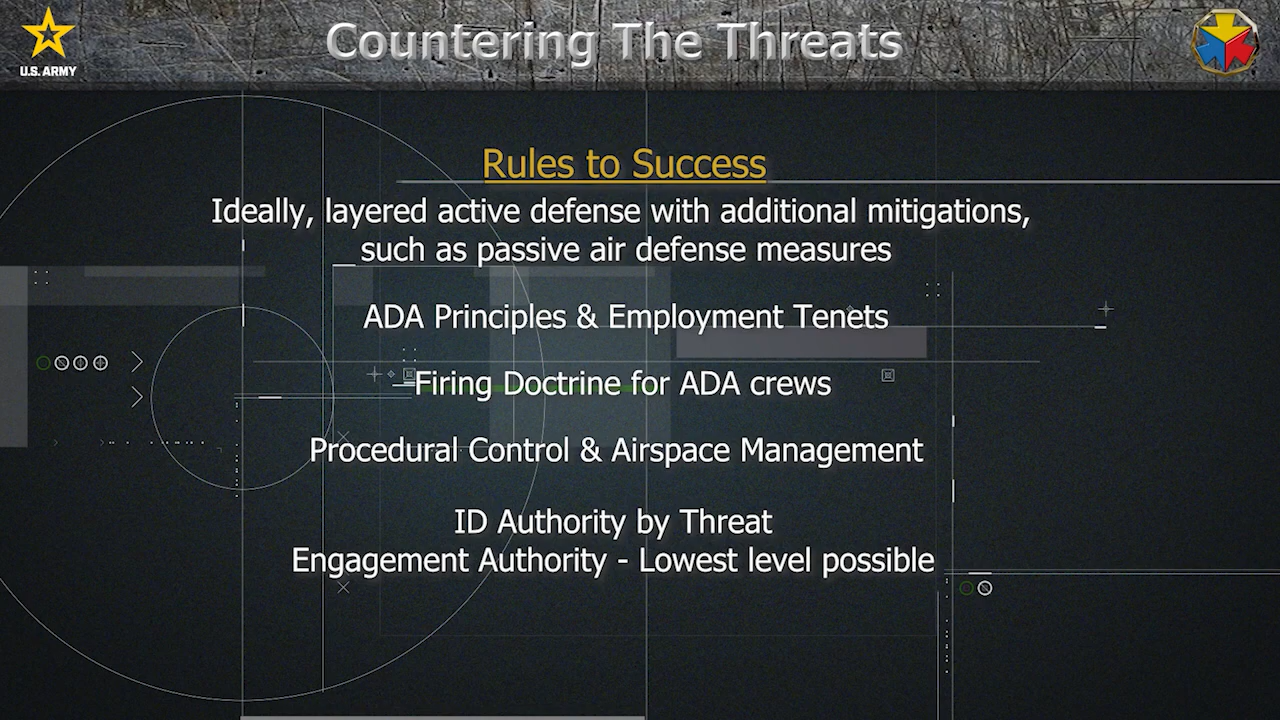 Countering The Threats
U.S. ARMY
Rules to Success
Ideally, layered active defense with additional mitigations,
such as passive air defense measures
ADA Principles & Employment Tenets
Firing Doctrine for ADA crews
Procedural Control & Airspace Management
ID Authority by Threat
Engagement Authority - Lowest level possible